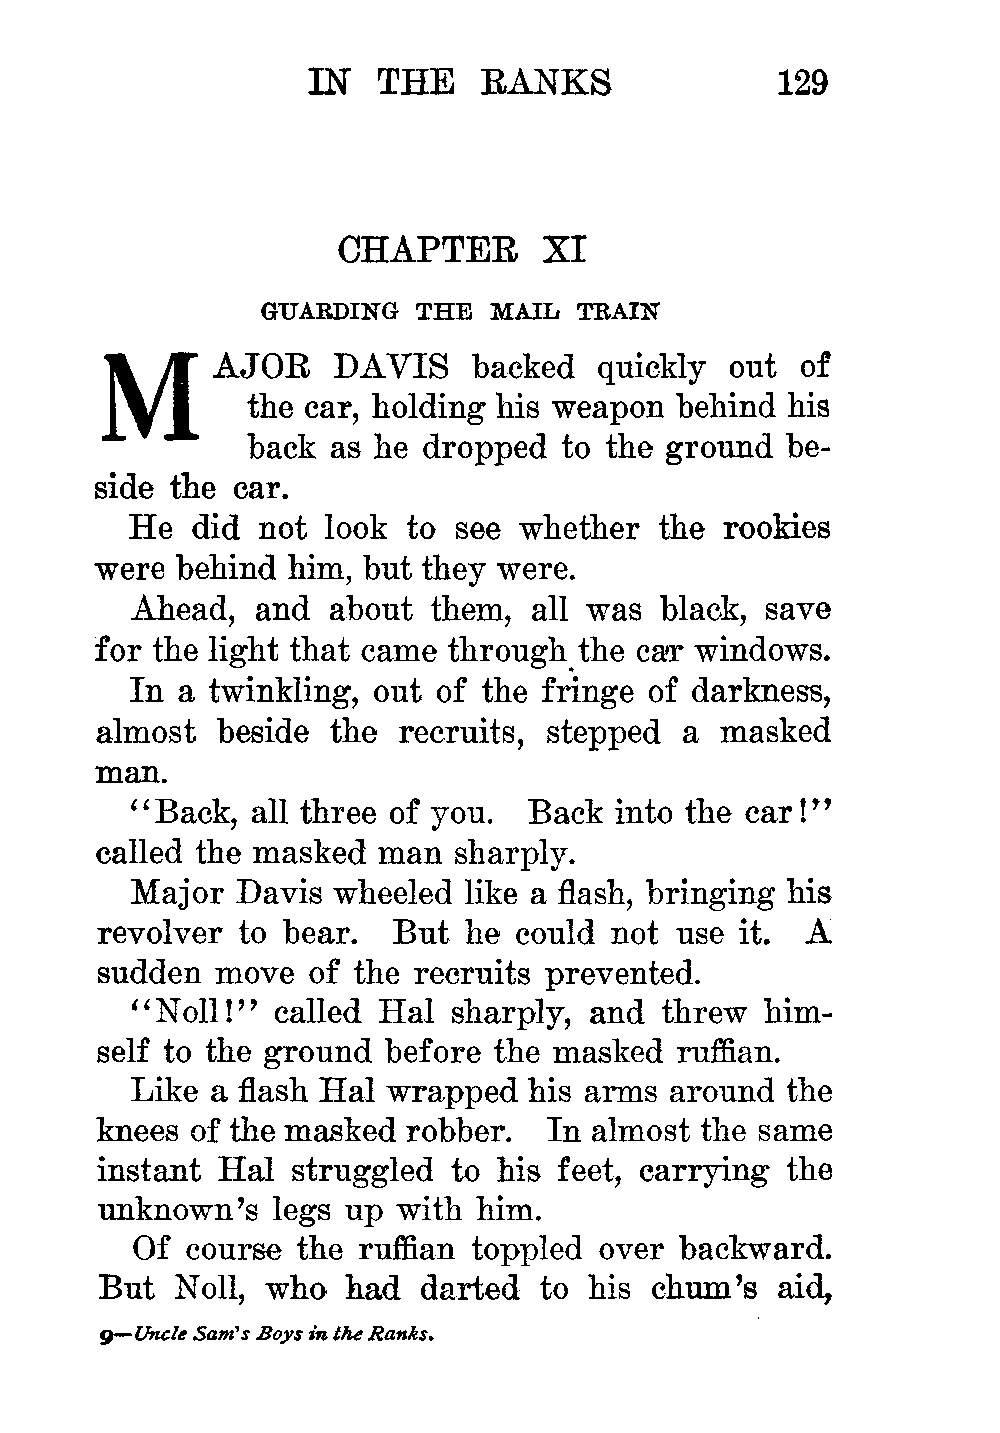 IN THE RANKS 129
CHAPTER XI
GUARDING THE MAIL TRAIN
MAJOR DAVIS backed quickly out of
the car, holding his weapon behind his
back as he dropped to the ground be-
side the car.
He did not look to see whether the rookies
were behind him, but they were.
Ahead, and about them, all was black, save
for the light that came through the car windows.
In a twinkling, out of the fringe of darkness,
almost beside the recruits, stepped a masked
man.
"Back, all three of you. Back into the car!"
called the masked man sharply.
Major Davis wheeled like a flash, bringing his
revolver to bear. But he could not use it. A
sudden move of the recruits prevented.
"Noll!" called Hal sharply, and threw him-
self to the ground before the masked ruffian.
Like a flash Hal wrapped his arms around the
knees of the masked robber. In almost the same
instant Hal struggled to his feet, carrying the
unknown's legs up with him.
Of course the ruffian toppled over backward.
But Noll, who had darted to his chum's aid,
9—Uncle Sam's Boys in the Ranks.